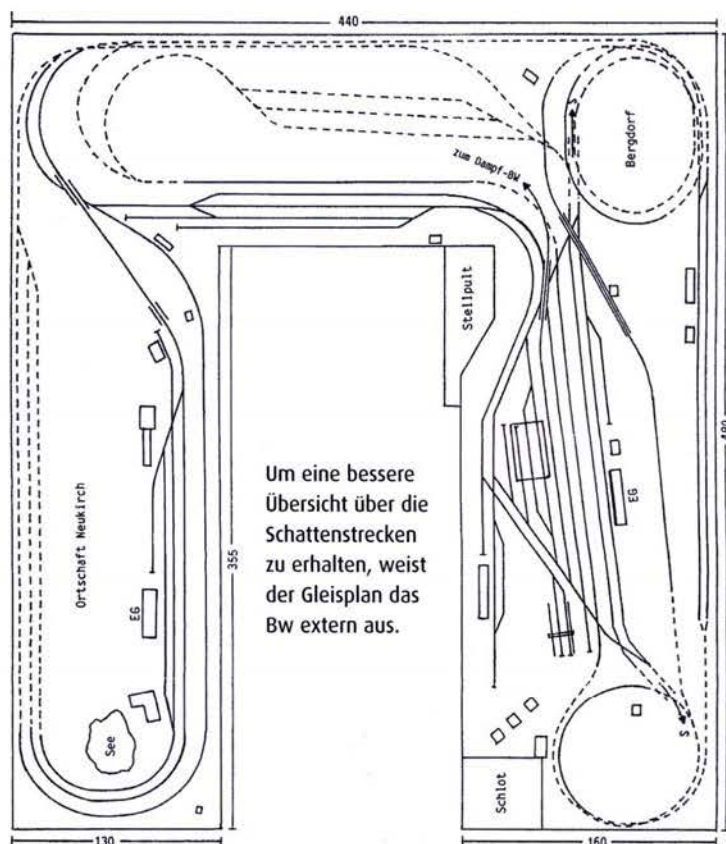 440
Bergdorf
S
zum Dampf-BW
Stellpult
EG
Ortschaft Neukirch
355
Um eine bessere
Übersicht über die
Schattenstrecken
zu erhalten, weist
der Gleisplan das
Bw extern aus.
EG
See
S
Schlot
130
160